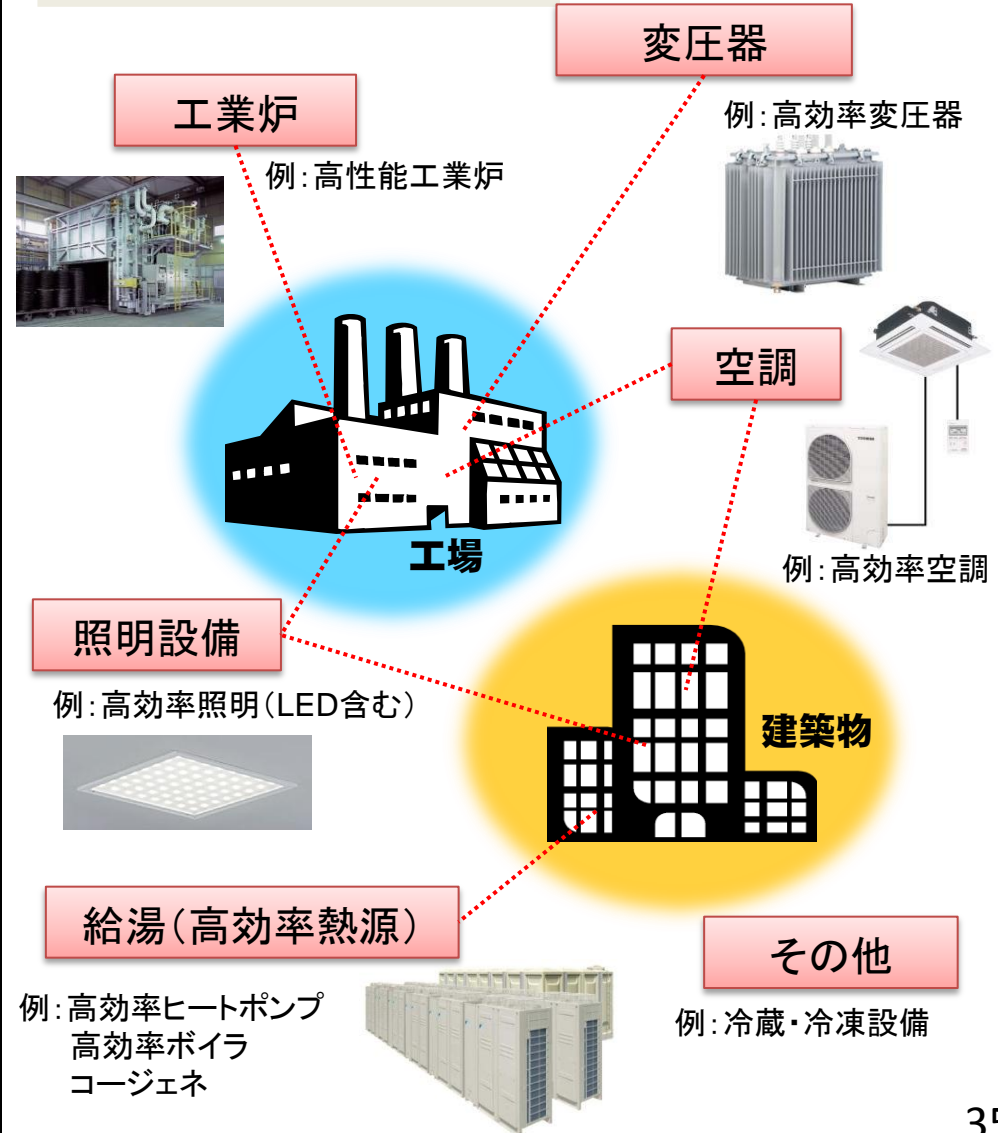 変圧器
工業炉
例：高効率変圧器
例：高性能工業炉
空調
工場
例：高効率空調
照明設備
例：高効率照明（LED含む）
建築物
給湯（高効率熱源）
その他
例：高効率ヒートポンプ
高効率ボイラ
コージェネ
例：冷蔵・冷凍設備
35